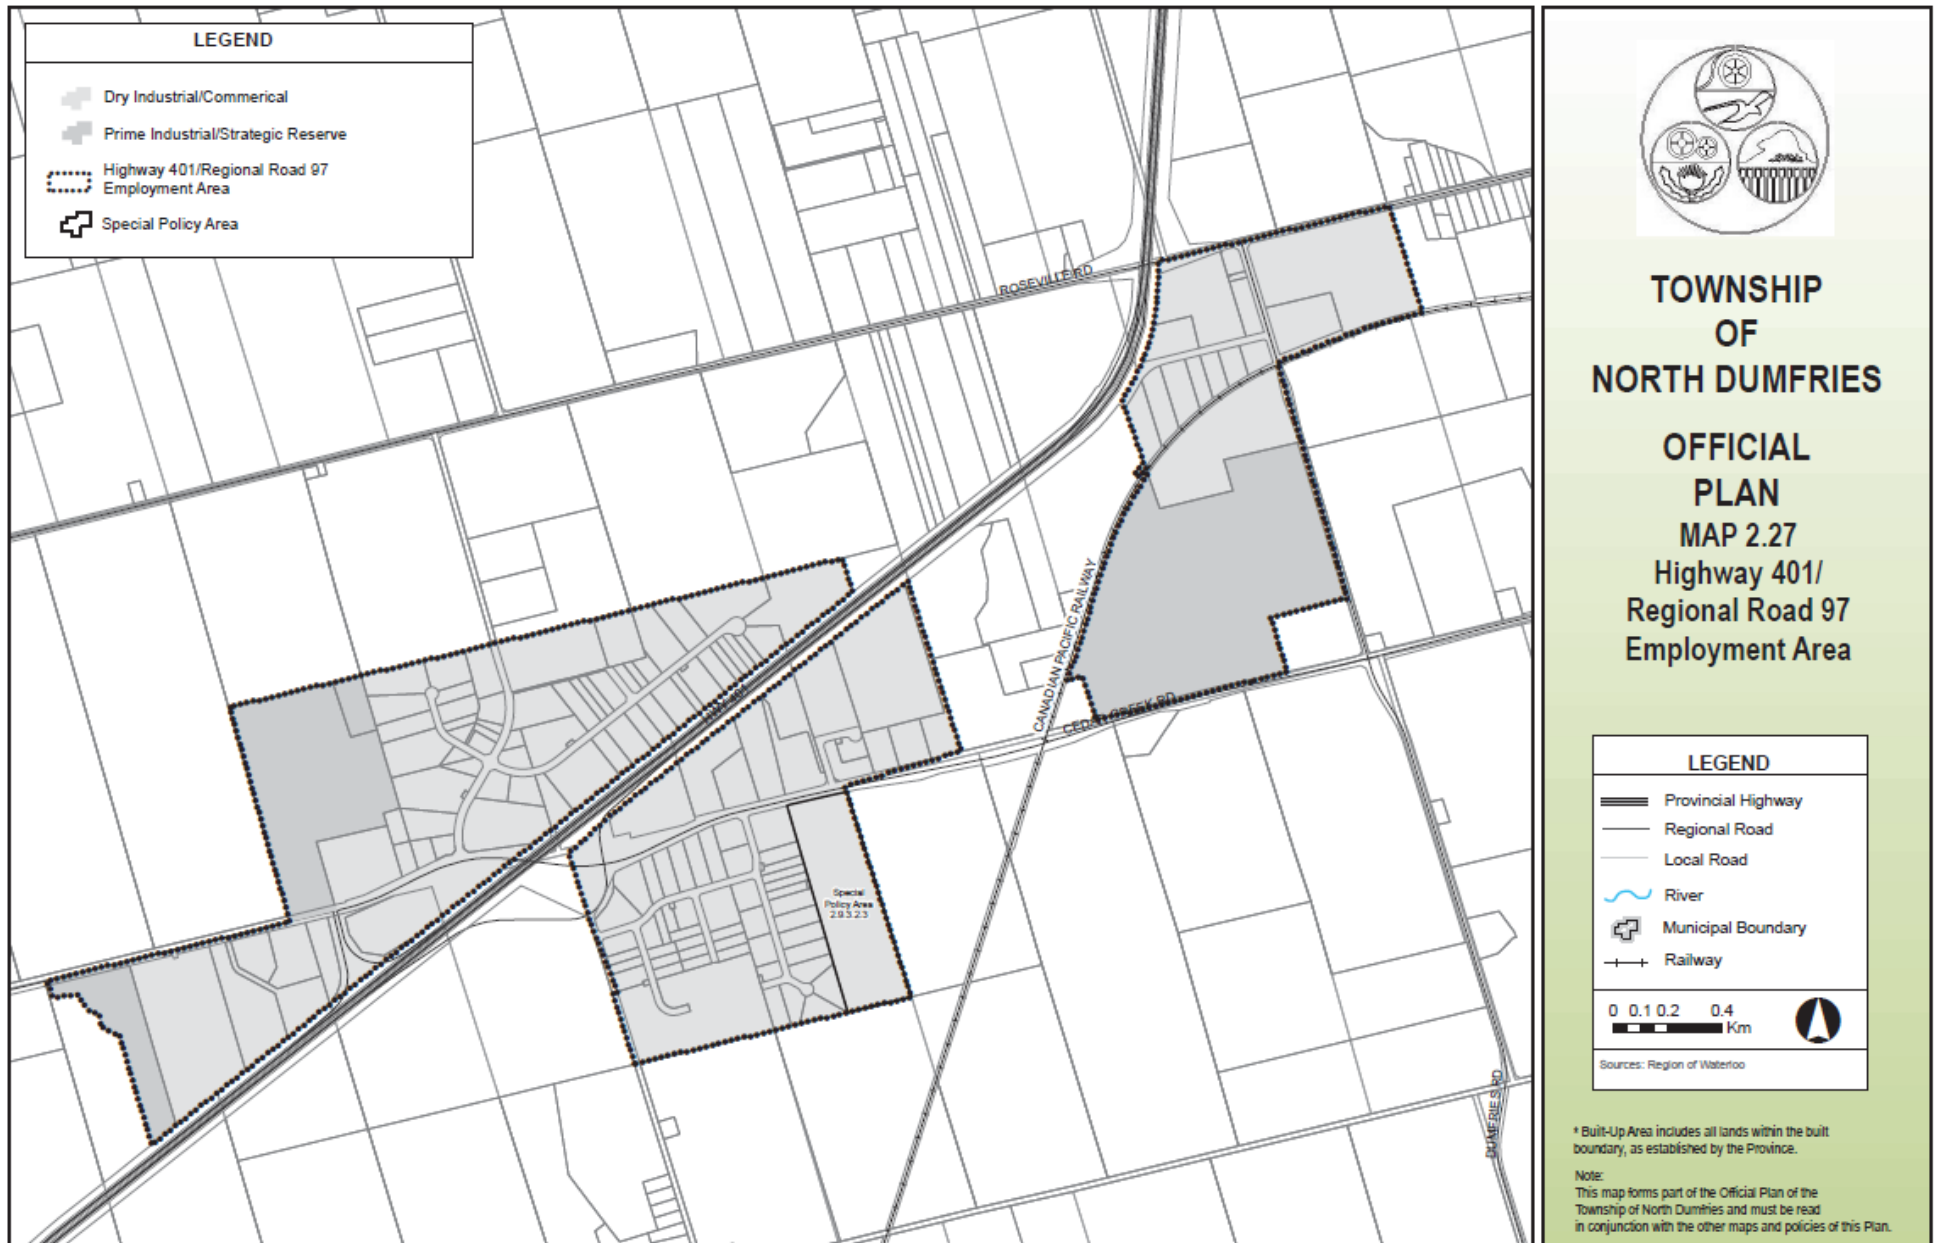 LEGEND
Dry Industrial/Commerical
Prime Industrial/Strategic Reserve
Highway 401/Regional Road 97
Employment Area
Special Policy Area
ROSEVILLE RD
CANADIAN PACIFIC RAILWAY
CEDAR CREEK RD
Special
Policy Area
2.9.3.2.3
DUMFRIES RD
TOWNSHIP
OF
NORTH DUMFRIES
OFFICIAL
PLAN
MAP 2.27
Highway 401/
Regional Road 97
Employment Area
LEGEND
Provincial Highway
Regional Road
Local Road
River
Municipal Boundary
Railway
0 0.1 0.2 0.4
Km
Sources: Region of Waterloo
* Built-Up Area includes all lands within the built
boundary, as established by the Province.
Note:
This map forms part of the Official Plan of the
Township of North Dumfries and must be read
in conjunction with the other maps and policies of this Plan.